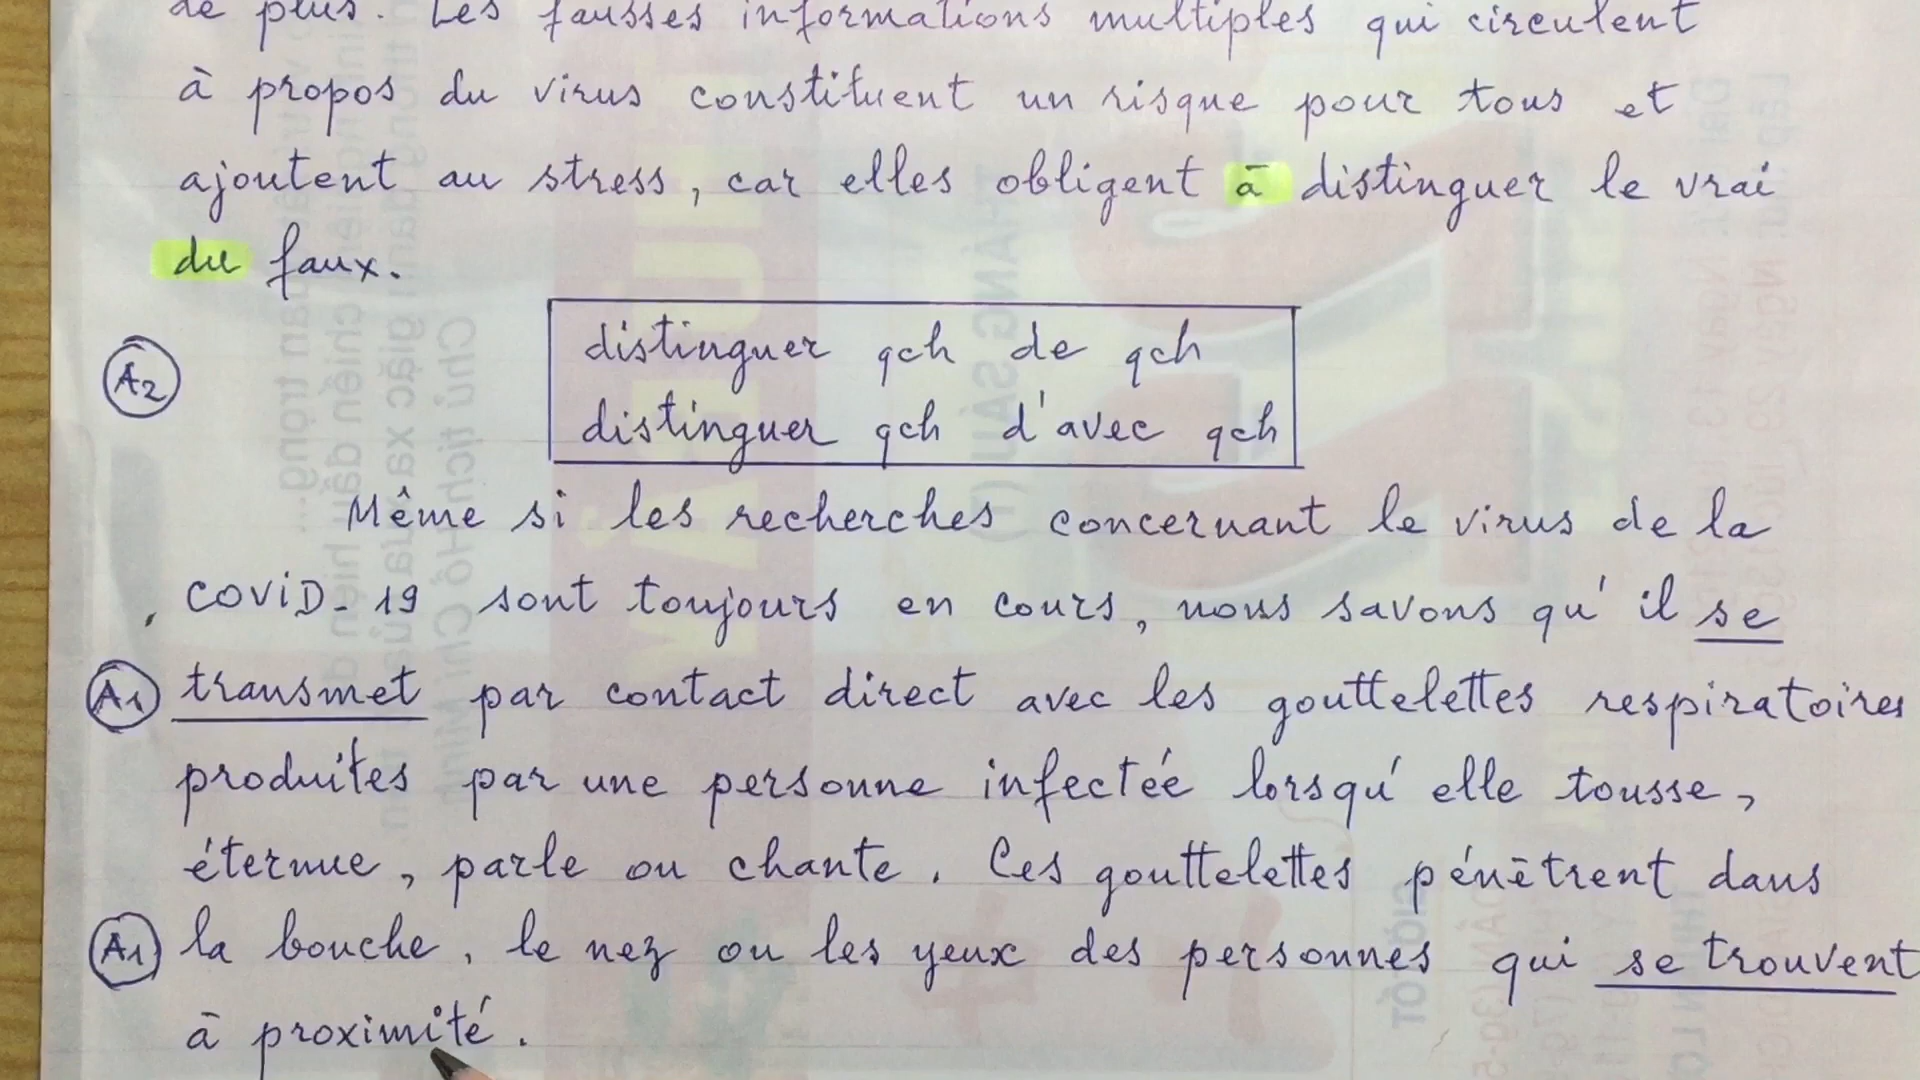 de plus. Les fausses informations multiples qui circulent
à propos du virus constituent un risque pour tous et
ajoutent au stress, car elles obligent à distinguer le vrai
du faux.
A2
distinguer qch de qch
distinguer qch d'avec qch
Même si les recherches concernant le virus de la
COVID-19 sont toujours en cours, nous savons qu'il se
A1 transmet par contact direct avec les gouttelettes respiratoires
produites par une personne infectée lorsqu'elle tousse,
éternue, parle ou chante. Ces gouttelettes pénètrent dans
A1 la bouche, le nez ou les yeux des personnes qui se trouvent
à proximité.